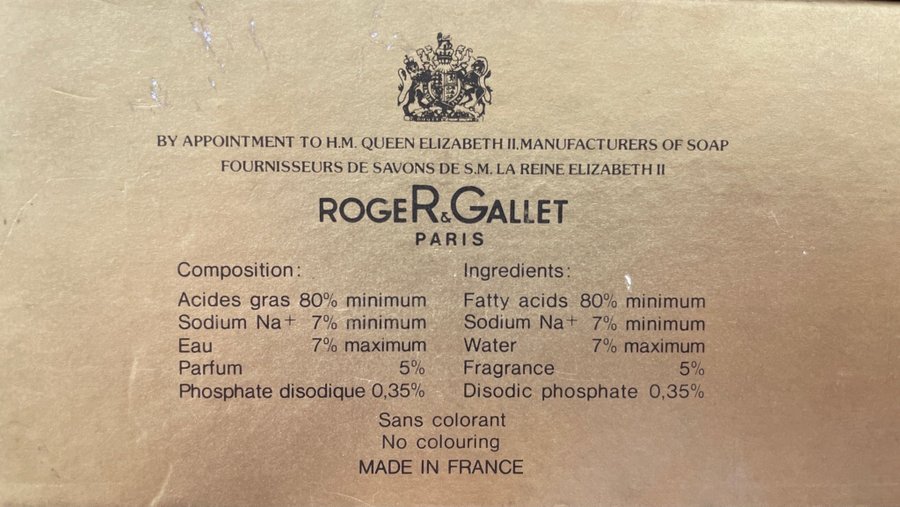 BY APPOINTMENT TO H.M. QUEEN ELIZABETH II.MANUFACTURERS OF SOAP
FOURNISSEURS DE SAVONS DE S.M. LA REINE ELIZABETH II
ROGER&GALLET
PARIS
Composition:
Acides gras 80% minimum
Sodium Na+ 7% minimum
Eau 7% maximum
Parfum 5%
Phosphate disodique 0,35%
Ingredients:
Fatty acids 80% minimum
Sodium Na+ 7% minimum
Water 7% maximum
Fragrance 5%
Disodic phosphate 0,35%
Sans colorant
No colouring
MADE IN FRANCE